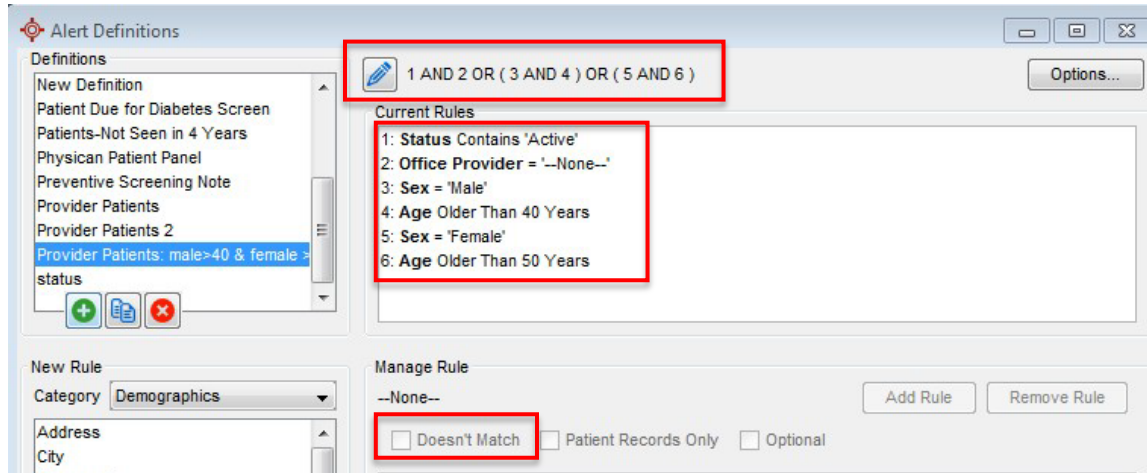 Alert Definitions
Definitions
New Definition
Patient Due for Diabetes Screen
Patients-Not Seen in 4 Years
Physican Patient Panel
Preventive Screening Note
Provider Patients
Provider Patients 2
Provider Patients: male>40 & female >
status
1 AND 2 OR ( 3 AND 4 ) OR ( 5 AND 6 )
Options...
Current Rules
1: Status Contains 'Active'
2: Office Provider = '--None--'
3: Sex = 'Male'
4: Age Older Than 40 Years
5: Sex = 'Female'
6: Age Older Than 50 Years
New Rule
Category Demographics
Address
City
Manage Rule
--None--
Add Rule Remove Rule
Doesn't Match Patient Records Only Optional